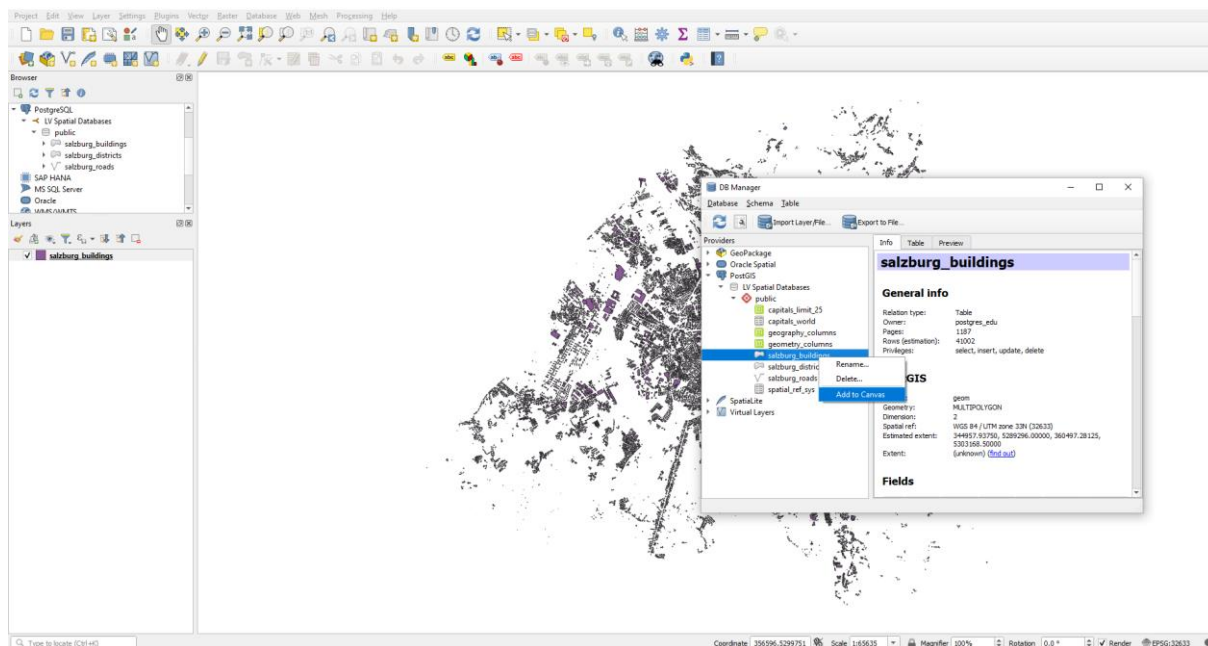 Project Edit View Layer Settings Plugins Vector Raster Database Web Mesh Processing Help
Browser
PostgreSQL
LV Spatial Databases
public
salzburg_buildings
salzburg_districts
salzburg_roads
SAP HANA
MS SQL Server
Oracle
WMS/WMTS
Layers
salzburg_buildings
DB Manager
Database Schema Table
Import Layer/File... Export to File...
Providers
GeoPackage
Oracle Spatial
PostGIS
LV Spatial Databases
public
capitals_limit_25
capitals_world
geography_columns
geometry_columns
salzburg_buildings
salzburg_distric
salzburg_roads
spatial_ref_sys
SpatiaLite
Virtual Layers
Rename...
Delete...
Add to Canvas
Info Table Preview
salzburg_buildings
General info
Relation type: Table
Owner: postgres_edu
Pages: 1187
Rows (estimation): 41002
Privileges: select, insert, update, delete
GIS
geom
Geometry: MULTIPOLYGON
Dimension: 2
Spatial ref: WGS 84 / UTM zone 33N (32633)
Estimated extent: 344957.93750, 5289296.00000, 360497.28125,
5303168.50000
Extent: (unknown) (find out)
Fields
Type to locate (Ctrl+K)
Coordinate 356596,5299751 Scale 1:65635 Magnifier 100% Rotation 0.0 ° Render EPSG:32633